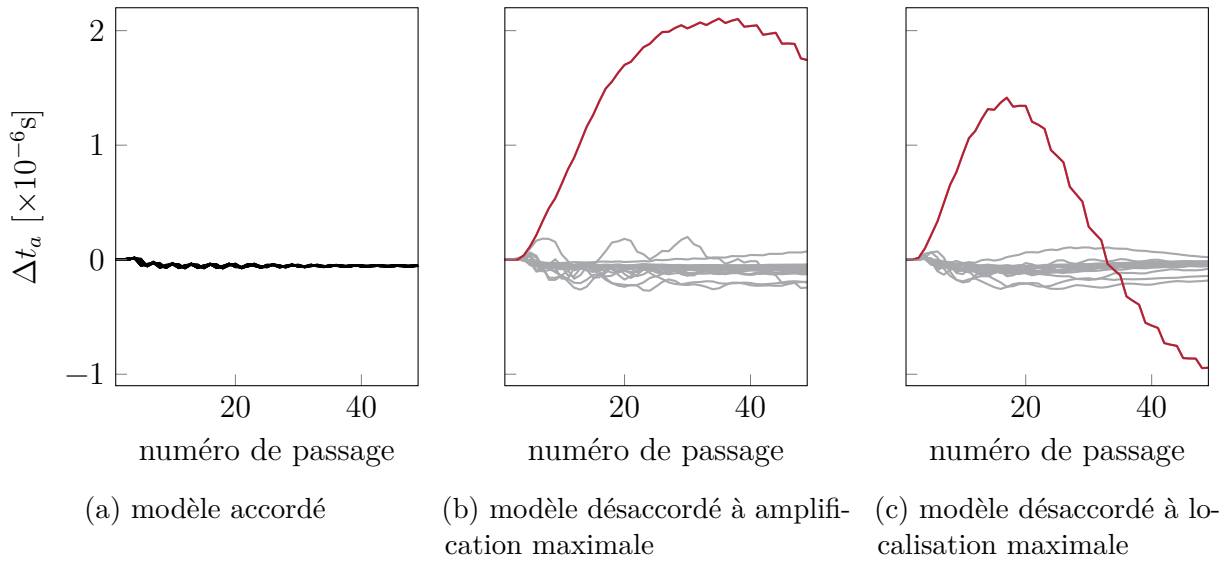 2
1
0
−1
Δtₐ [×10⁻⁶s]
20 40
20 40
20 40
numéro de passage
numéro de passage
numéro de passage
(a) modèle accordé
(b) modèle désaccordé à amplifi-
cation maximale
(c) modèle désaccordé à lo-
calisation maximale